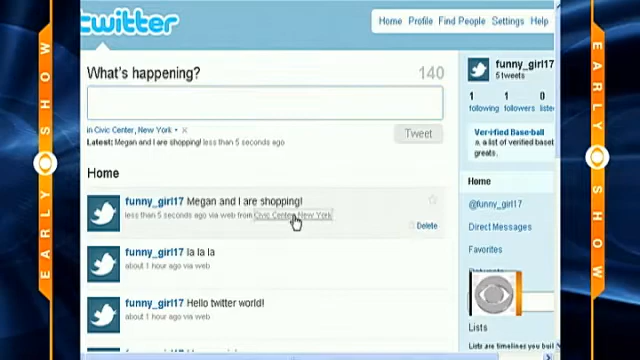 twitter
Home Profile Find People Settings Help
What's happening?
140
in Civic Center, New York • x
Latest: Megan and I are shopping! less than 5 seconds ago
Tweet
Home
funny_girl17 Megan and I are shopping!
less than 5 seconds ago via web from Civic Center, New York
Delete
funny_girl17 la la la
about 1 hour ago via web
funny_girl17 Hello twitter world!
about 1 hour ago via web
funny_girl17
5 tweets
1 1 0
following followers
Verified Baseball
a list of verified
greats.
Home
@funny_girl17
Direct Messages
Favorites
Lists
Lists are timelines you
EARLY SHOW
EARLY SHOW